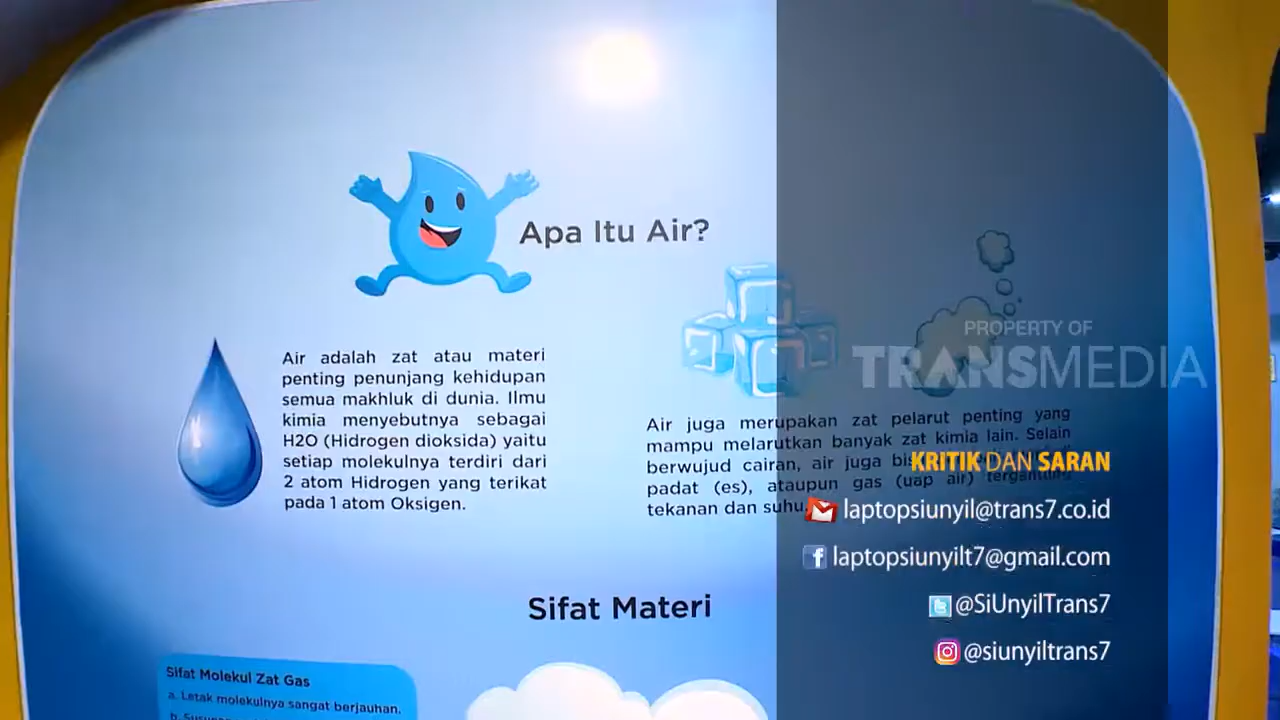 Apa Itu Air?
Air adalah zat atau materi
penting penunjang kehidupan
semua makhluk di dunia. Ilmu
kimia menyebutnya sebagai
H2O (Hidrogen dioksida) yaitu
setiap molekulnya terdiri dari
2 atom Hidrogen yang terikat
pada 1 atom Oksigen.
Air juga merupakan zat pelarut penting yang
mampu melarutkan banyak zat kimia lain. Selain
berwujud cairan, air juga
padat (es), ataupun gas (uap air) tergantung
tekanan dan suhu.
Sifat Materi
Sifat Molekul Zat Gas
a. Letak molekulnya sangat berjauhan.
b.
PROPERTY OF
TRANSMEDIA
KRITIK DAN SARAN
laptopsiunyil@trans7.co.id
laptopsiunyilt7@gmail.com
@SiUnyilTrans7
@siunyiltrans7